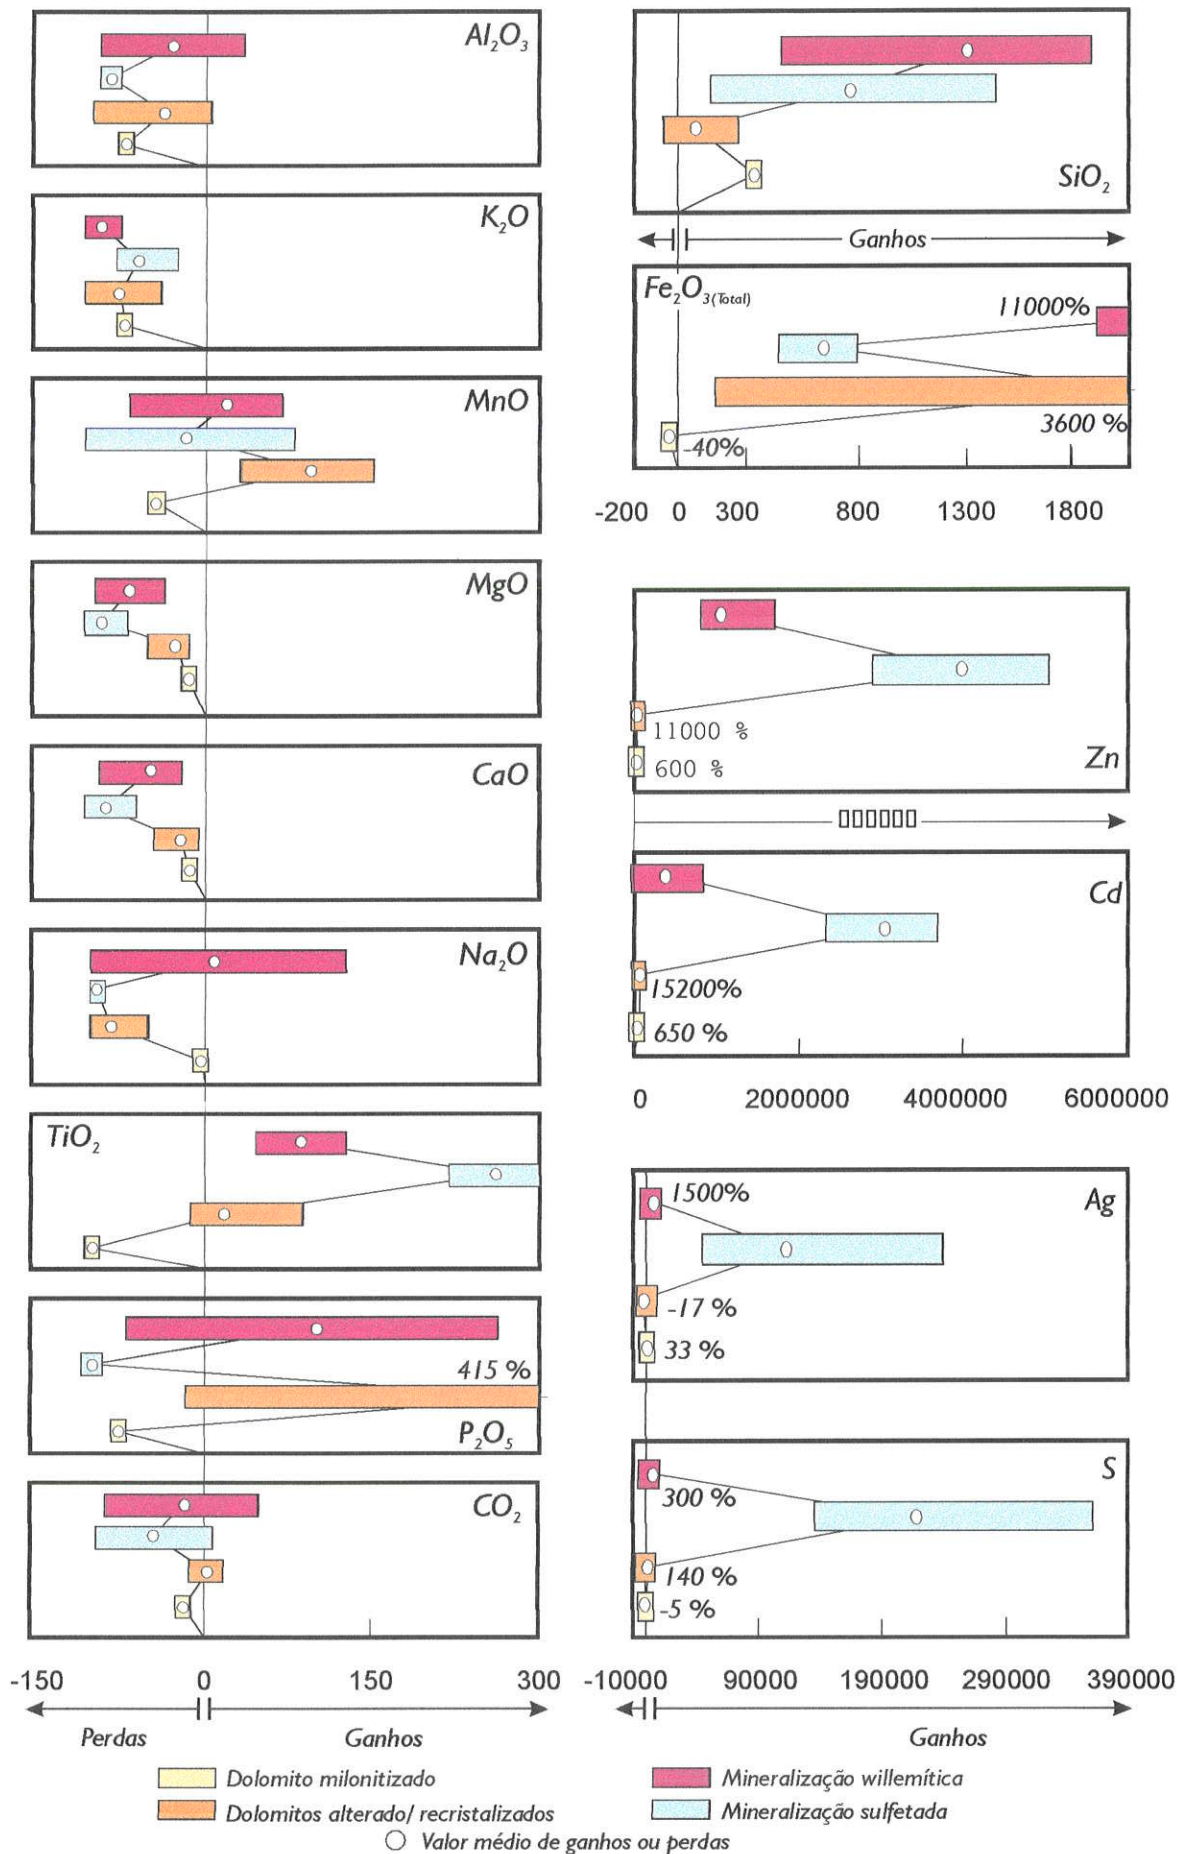 Al₂O₃
K₂O
MnO
MgO
CaO
Na₂O
TiO₂
415 %
P₂O₅
CO₂
-150 0 150 300
Perdas Ganhos
SiO₂
Ganhos
Fe₂O₃(Total)
11000%
3600 %
-40%
-200 0 300 800 1300 1800
11000 %
600 %
Zn
▯▯▯▯▯▯
Cd
15200%
650 %
0 2000000 4000000 6000000
1500%
Ag
-17 %
33 %
S
300 %
140 %
-5 %
-10000 90000 190000 290000 390000
Ganhos
Dolomito milonitizado
Mineralização willemítica
Dolomitos alterado/ recristalizados
Mineralização sulfetada
Valor médio de ganhos ou perdas